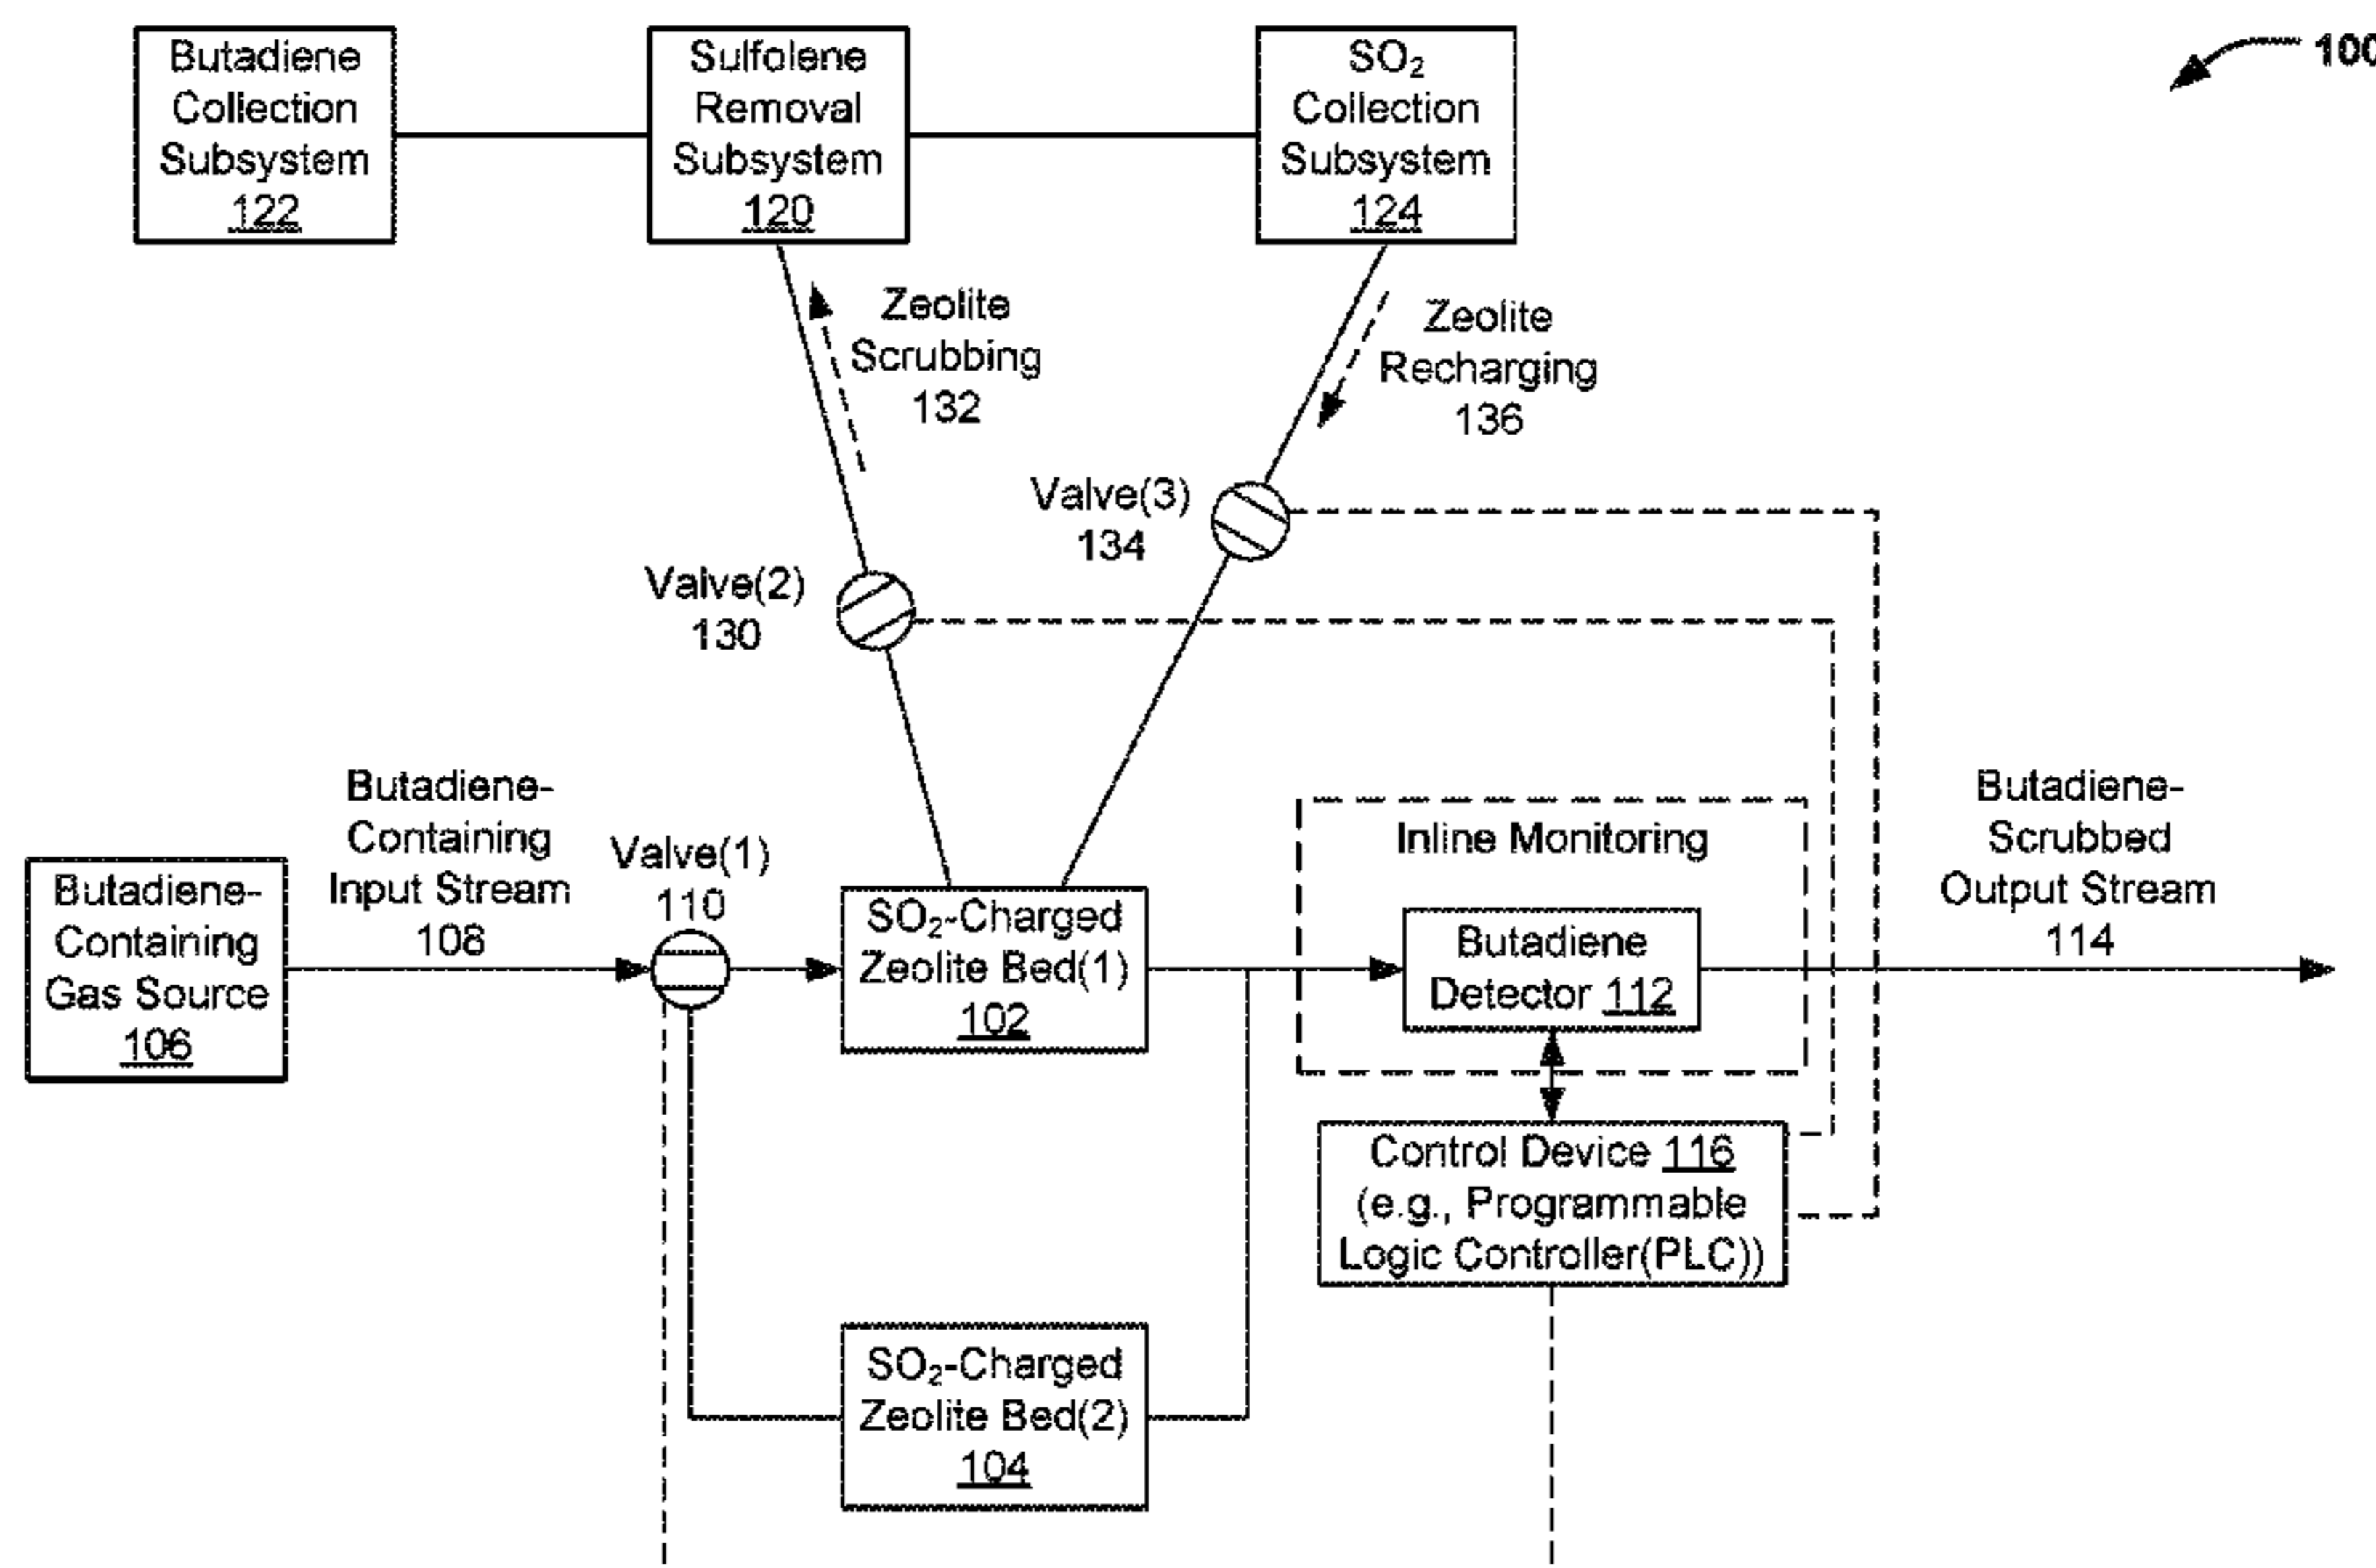 Butadiene
Collection
Subsystem
122
Sulfolene
Removal
Subsystem
120
SO₂
Collection
Subsystem
124
100
Zeolite
Scrubbing
132
Zeolite
Recharging
136
Valve(3)
134
Valve(2)
130
Butadiene-
Containing
Gas Source
106
Butadiene-
Containing
Input Stream
108
Valve(1)
110
SO₂-Charged
Zeolite Bed(1)
102
Inline Monitoring
Butadiene
Detector 112
Butadiene-
Scrubbed
Output Stream
114
Control Device 116
(e.g., Programmable
Logic Controller(PLC))
SO₂-Charged
Zeolite Bed(2)
104